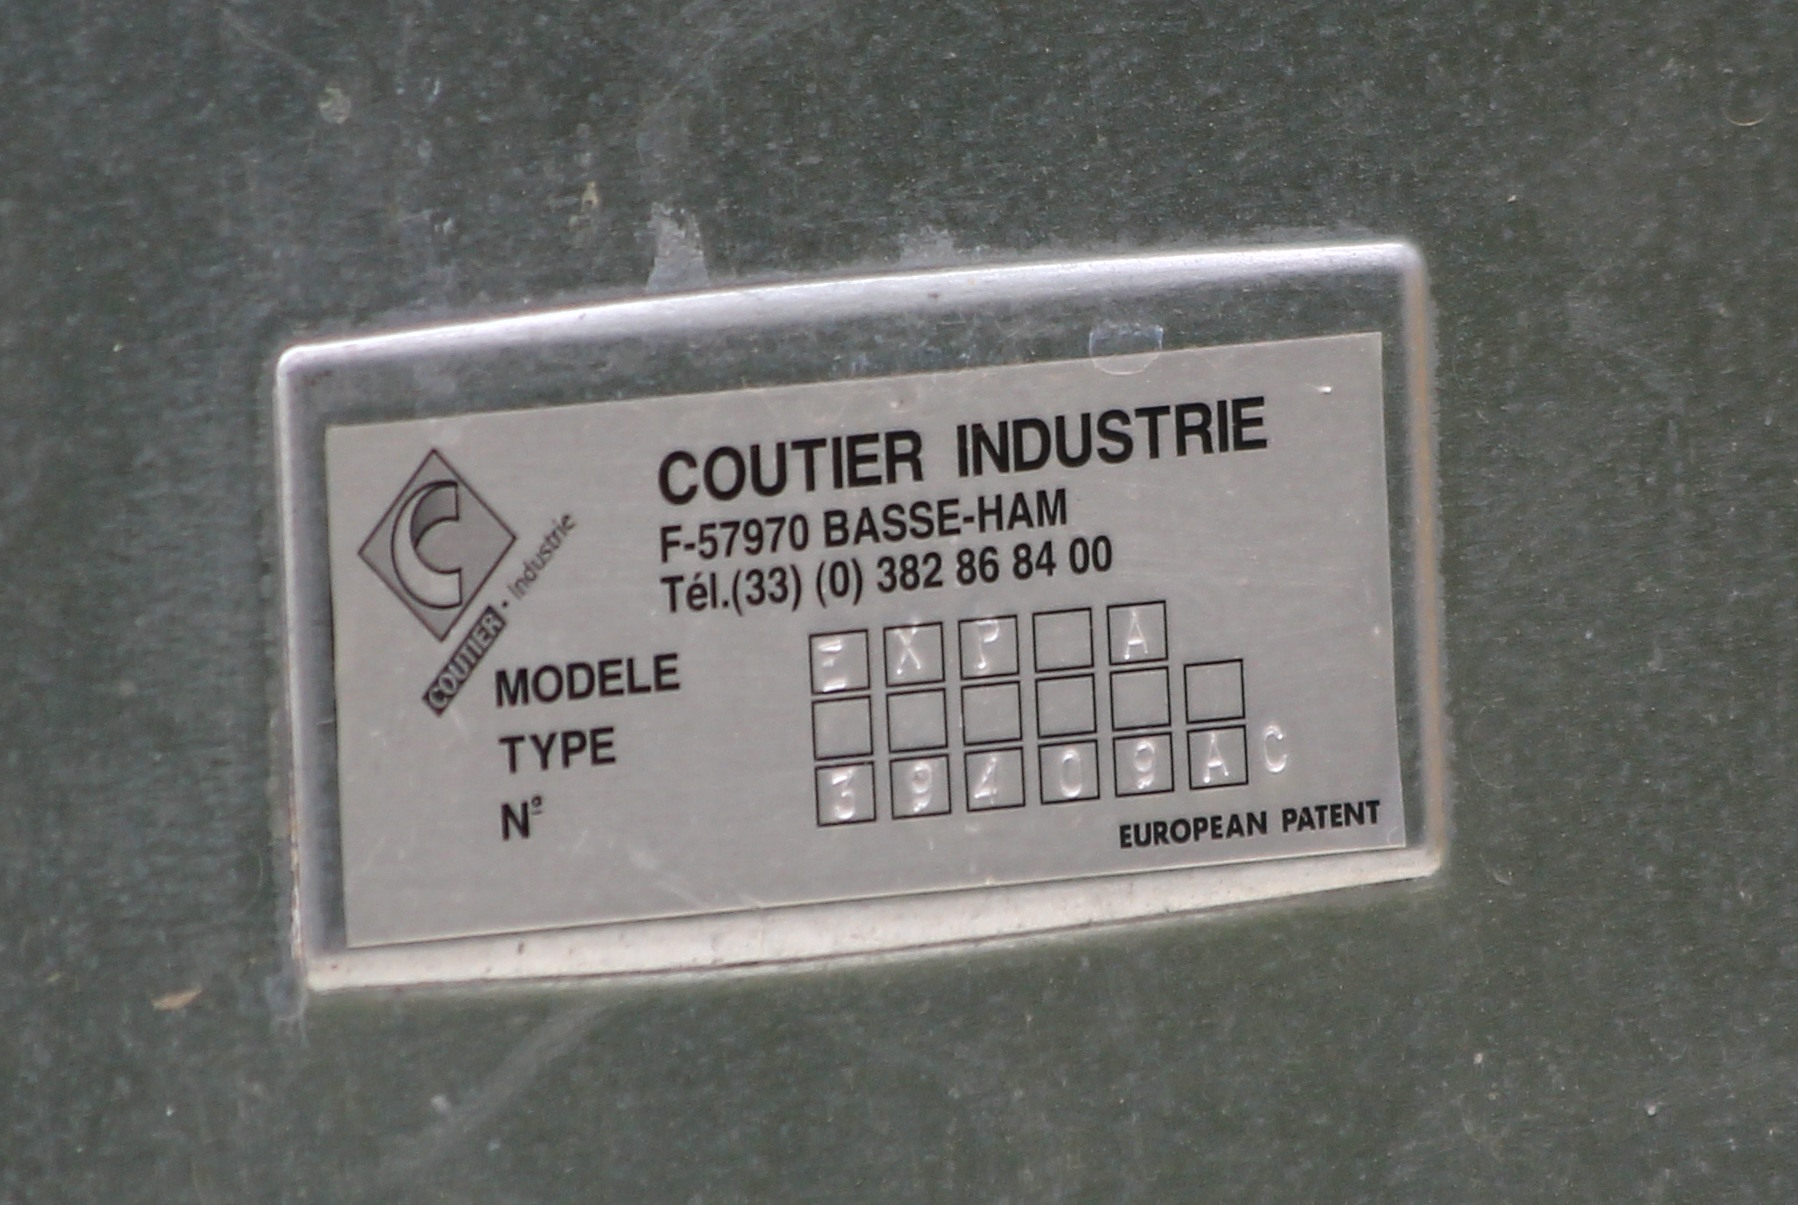 COUTIER INDUSTRIE
F-57970 BASSE-HAM
Tél.(33) (0) 382 86 84 00
C
COUTIER · Industrie
MODELE EXP A
TYPE
Nº 39409AC
EUROPEAN PATENT